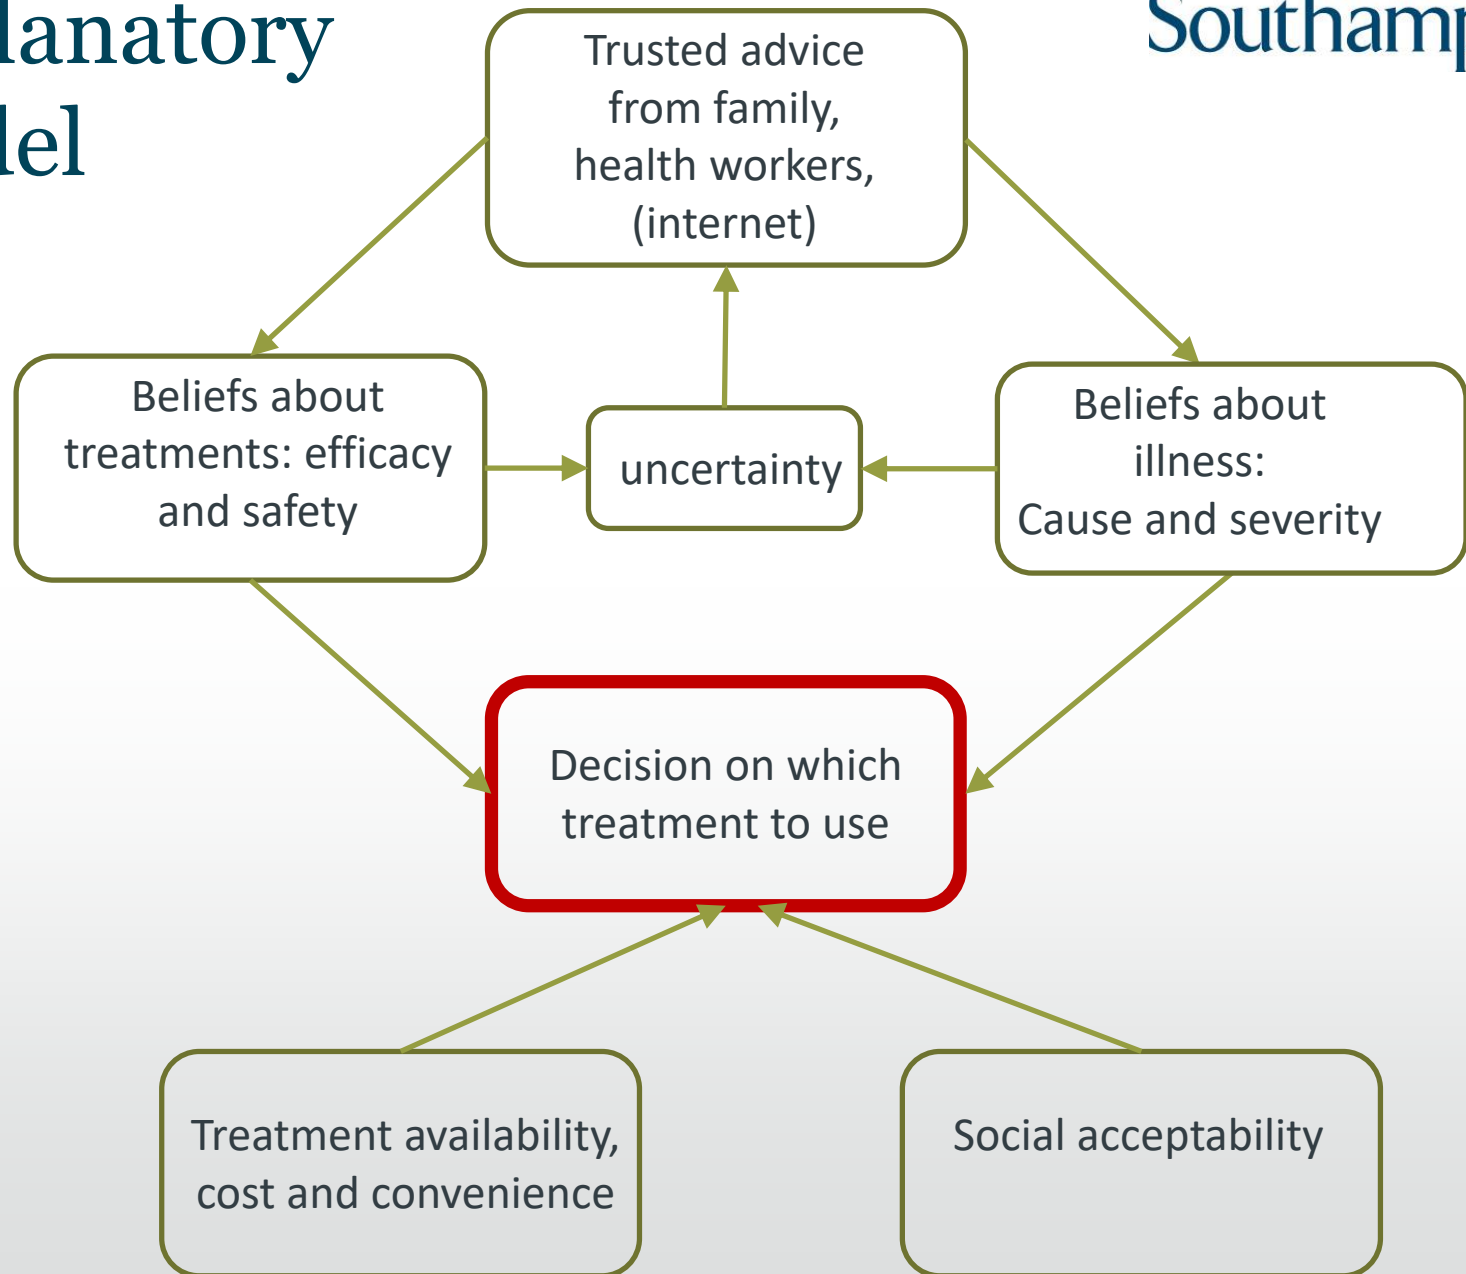 lanatory
del
Southamp
Trusted advice
from family,
health workers,
(internet)
Beliefs about
treatments: efficacy
and safety
uncertainty
Beliefs about
illness:
Cause and severity
Decision on which
treatment to use
Treatment availability,
cost and convenience
Social acceptability